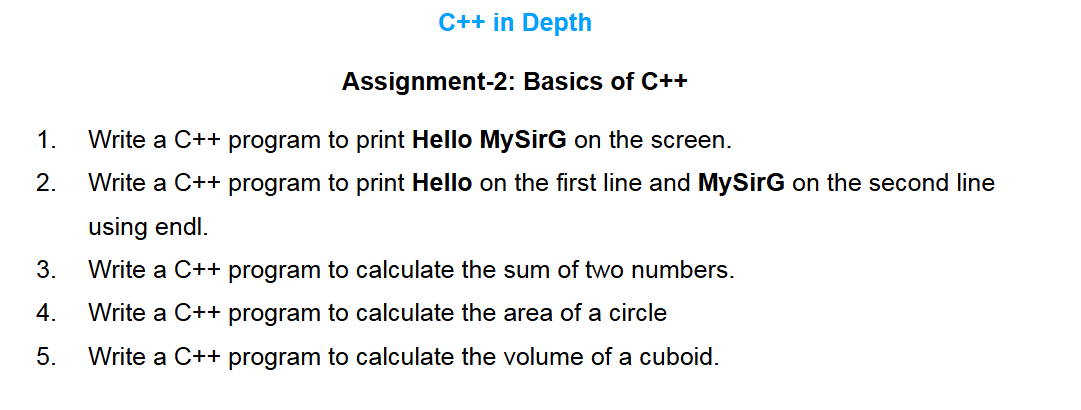 C++ in Depth
Assignment-2: Basics of C++
1. Write a C++ program to print Hello MySirG on the screen.
2. Write a C++ program to print Hello on the first line and MySirG on the second line
using endl.
3. Write a C++ program to calculate the sum of two numbers.
4. Write a C++ program to calculate the area of a circle
5. Write a C++ program to calculate the volume of a cuboid.